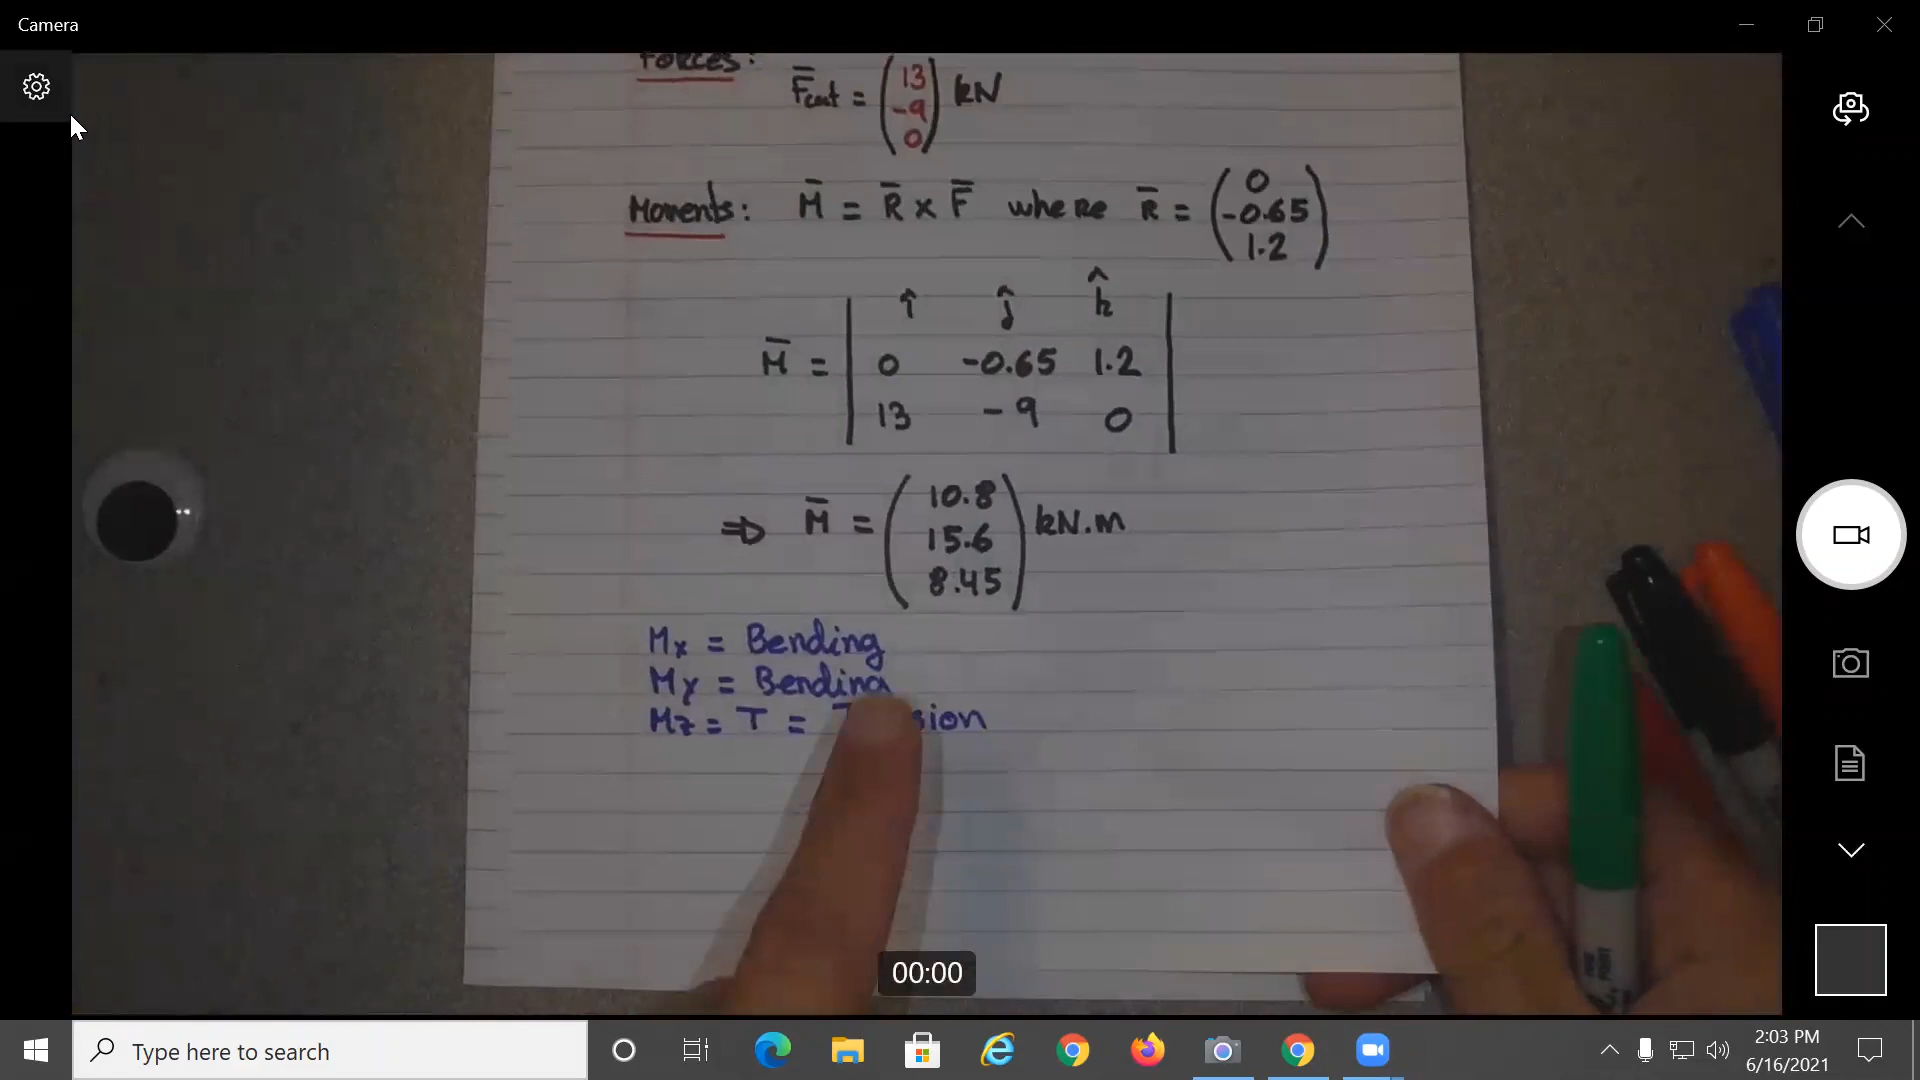 Camera
Forces:
F̄cut = (13 -9 0) kN
Moments: M̄ = R̄ x F̄ where R̄ = (0 -0.65 1.2)
î ĵ k̂
M̄ = | 0 -0.65 1.2 |
13 -9 0
⇒ M̄ = (10.8 15.6 8.45) kN.m
Mx = Bending
My = Bending
Mz = T = sion
00:00
Type here to search
2:03 PM
6/16/2021